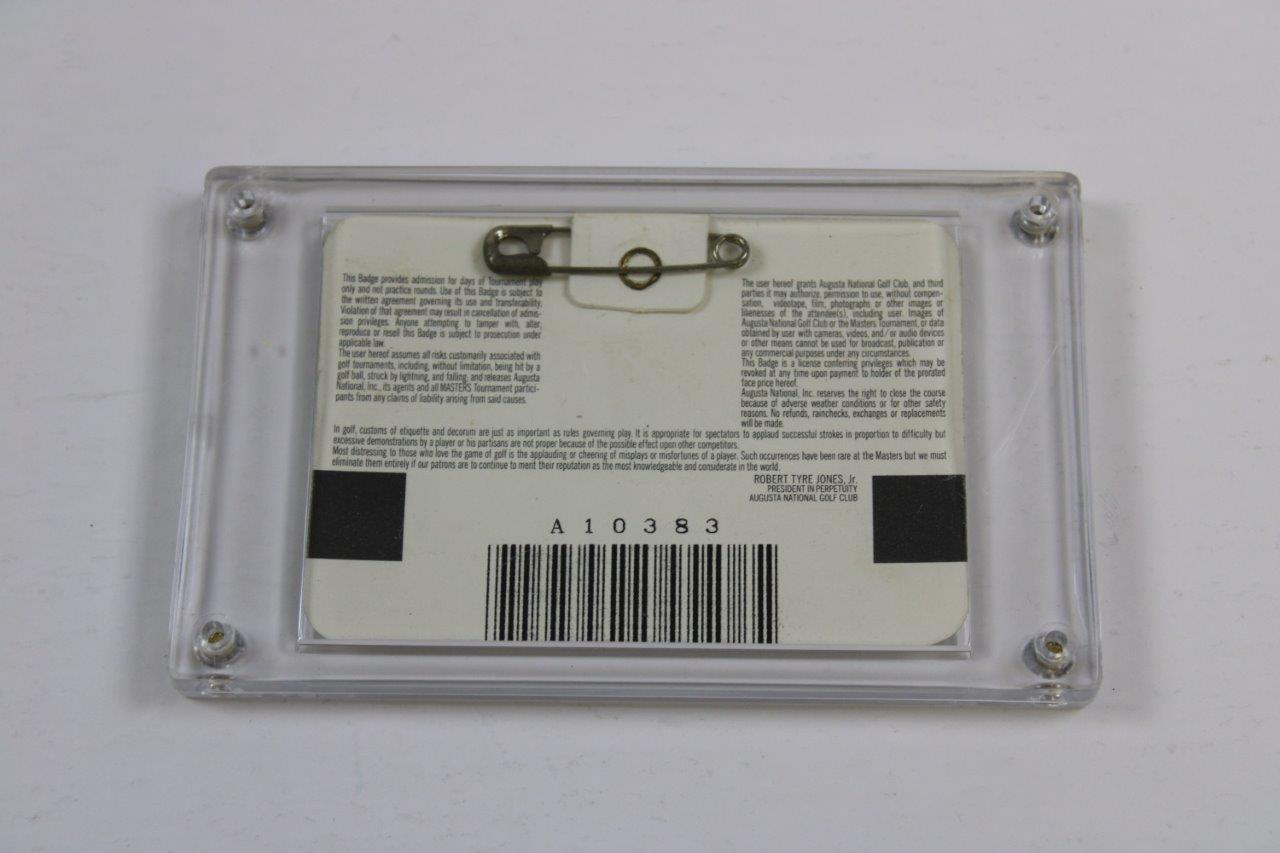 This Badge provides admission for days of Tournament play
only and not practice rounds. Use of this Badge is subject to
the written agreement governing its use and transferability.
Violation of that agreement may result in cancellation of admis-
sion privileges. Anyone attempting to tamper with, alter,
reproduce or resell this Badge is subject to prosecution under
applicable law.
The user hereof assumes all risks customarily associated with
golf tournaments, including, without limitation, being hit by a
golf ball, struck by lightning, and falling; and releases Augusta
National, Inc., its agents and all MASTERS Tournament partici-
pants from any claims of liability arising from said causes.
The user hereof grants Augusta National Golf Club, and third
parties it may authorize, permission to use, without compen-
sation, videotape, film, photographs or other images or
likenesses of the attendee(s), including user. Images of
Augusta National Golf Club or the Masters Tournament, or data
obtained by user with cameras, videos, and/or audio devices
or other means cannot be used for broadcast, publication or
any commercial purposes under any circumstances.
This Badge is a license conferring privileges which may be
revoked at any time upon payment to holder of the prorated
face price hereof.
Augusta National, Inc. reserves the right to close the course
because of adverse weather conditions or for other safety
reasons. No refunds, rainchecks, exchanges or replacements
will be made.
In golf, customs of etiquette and decorum are just as important as rules governing play. It is appropriate for spectators to applaud successful strokes in proportion to difficulty but
excessive demonstrations by a player or his partisans are not proper because of the possible effect upon other competitors.
Most distressing to those who love the game of golf is the applauding or cheering of misplays or misfortunes of a player. Such occurrences have been rare at the Masters but we must
eliminate them entirely if our patrons are to continue to merit their reputation as the most knowledgeable and considerate in the world.
ROBERT TYRE JONES, Jr.
PRESIDENT IN PERPETUITY
AUGUSTA NATIONAL GOLF CLUB
A10383